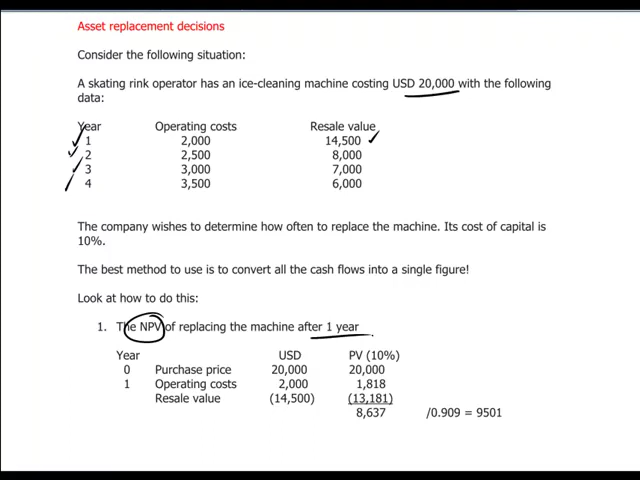 Asset replacement decisions
Consider the following situation:
A skating rink operator has an ice-cleaning machine costing USD 20,000 with the following
data:
Year Operating costs Resale value
1 2,000 14,500
2 2,500 8,000
3 3,000 7,000
4 3,500 6,000
The company wishes to determine how often to replace the machine. Its cost of capital is
10%.
The best method to use is to convert all the cash flows into a single figure!
Look at how to do this:
1. The NPV of replacing the machine after 1 year
Year USD PV (10%)
0 Purchase price 20,000 20,000
1 Operating costs 2,000 1,818
Resale value (14,500) (13,181)
8,637 /0.909 = 9501